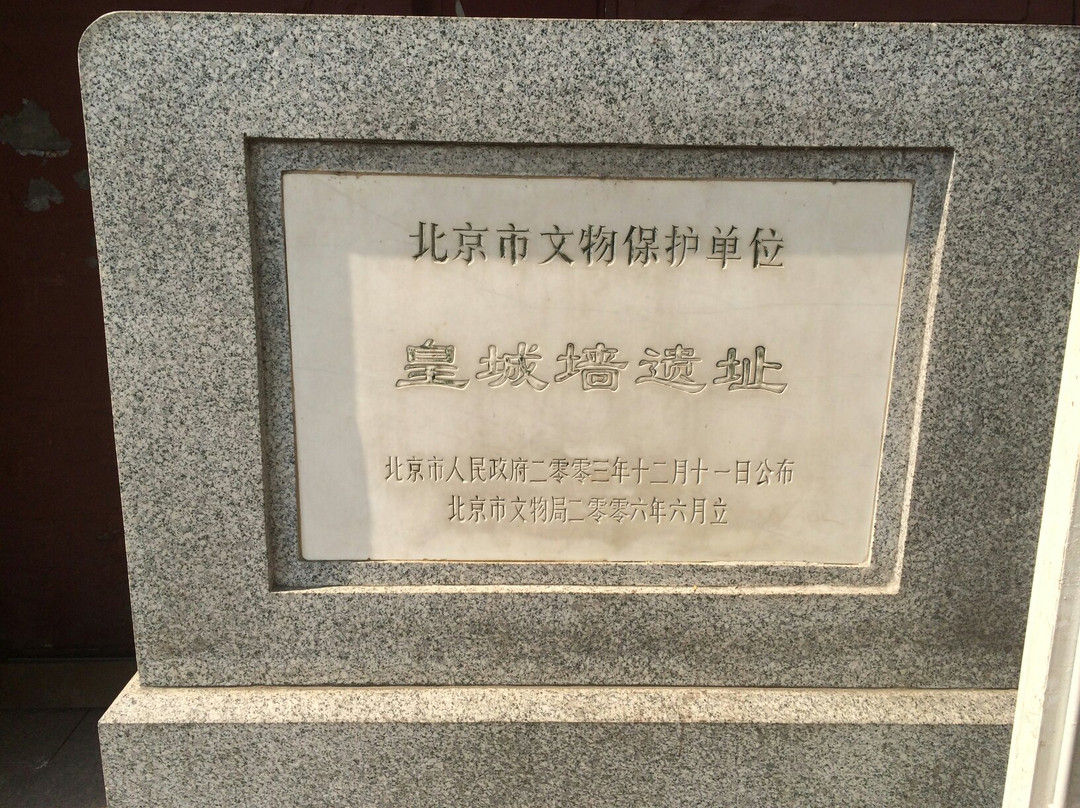 北京市文物保护单位
皇城墙遗址
北京市人民政府二零零三年十二月十一日公布
北京市文物局二零零六年六月立